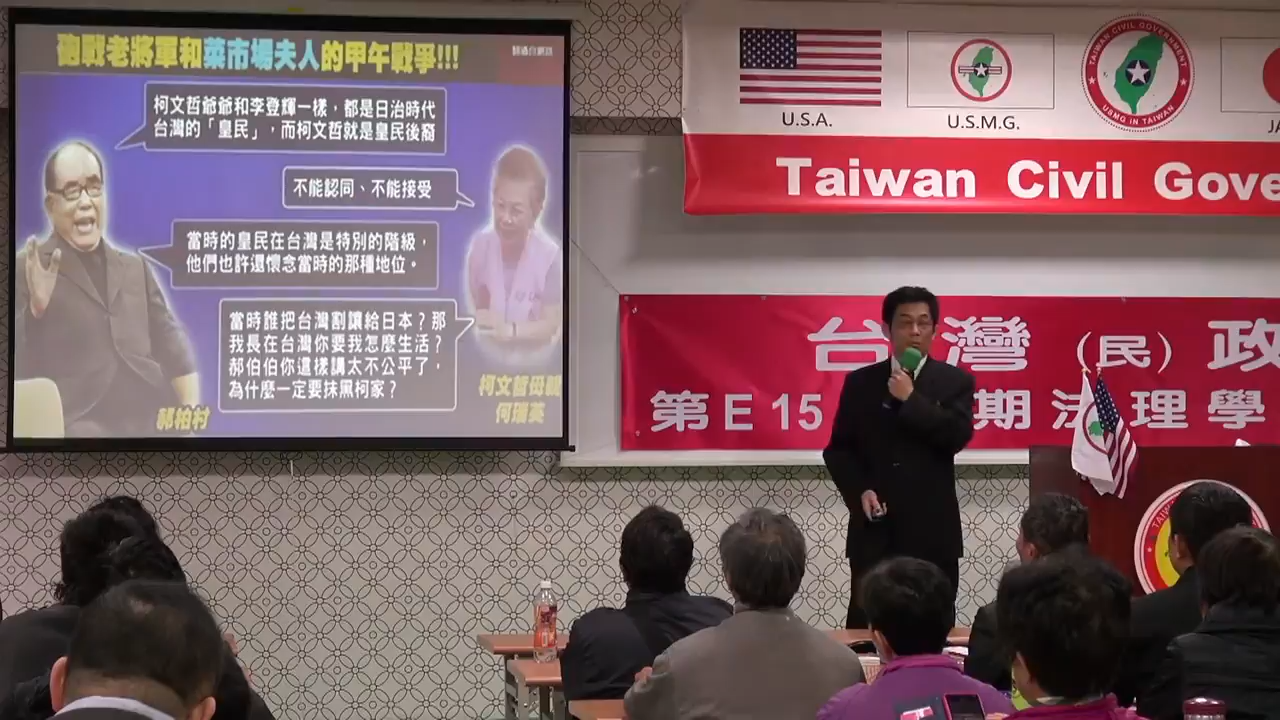 砲戰老將軍和菜市場夫人的甲午戰爭!!!
柯文哲爺爺和李登輝一樣，都是日治時代
台灣的「皇民」，而柯文哲就是皇民後裔
不能認同、不能接受
當時的皇民在台灣是特別的階級，
他們也許還懷念當時的那種地位。
當時誰把台灣割讓給日本？那
我長在台灣你要我怎麼生活？
郝伯伯你這樣講太不公平了，
為什麼一定要抹黑柯家？
郝柏村
柯文哲母親
何瑞英
U.S.A.
U.S.M.G.
TAIWAN CIVIL GOVERNMENT
USMG IN TAIWAN
JA
Taiwan Civil Gove
台灣（民）政
第E15 期法理學